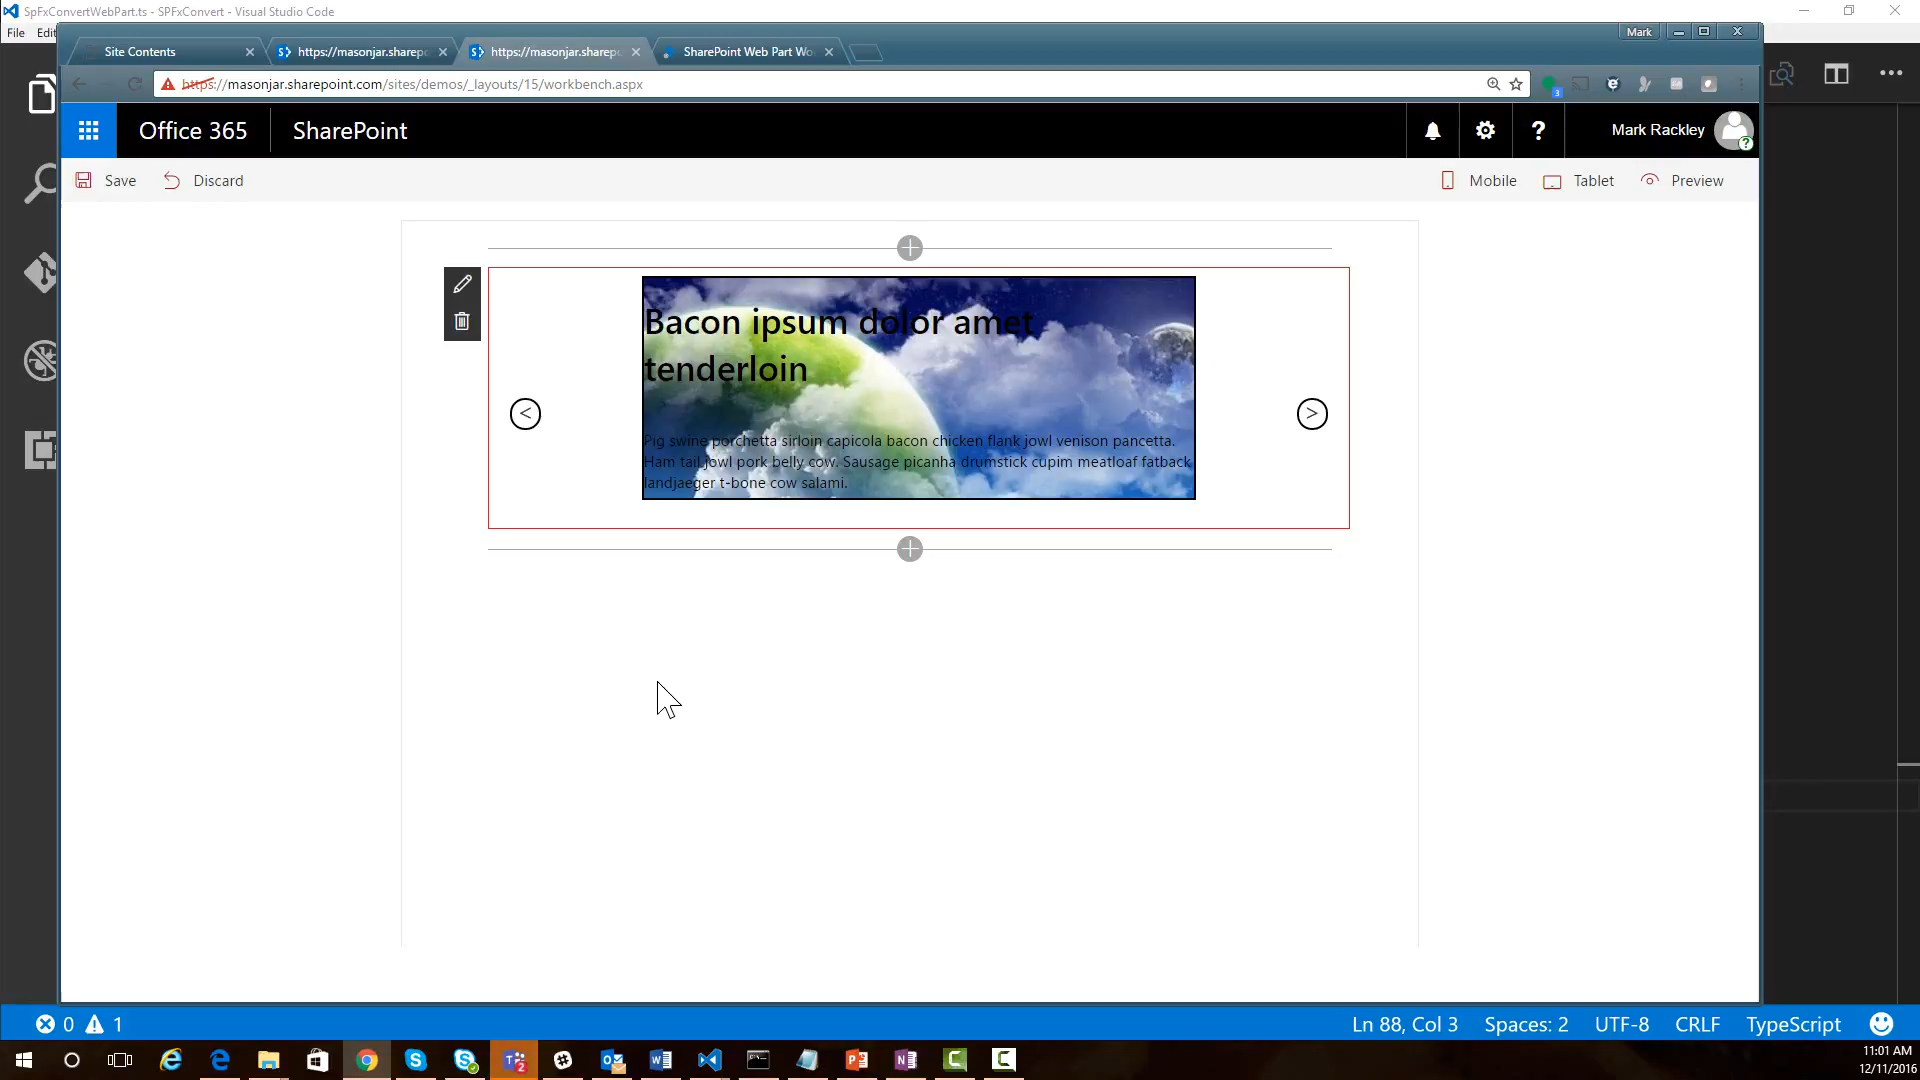 SpFxConvertWebPart.ts - SPFxConvert - Visual Studio Code
File Edi
Mark
Site Contents
https://masonjar.sharep
https://masonjar.sharep
SharePoint Web Part Wo
https://masonjar.sharepoint.com/sites/demos/_layouts/15/workbench.aspx
3
Office 365
SharePoint
?
Mark Rackley
?
Save
Discard
Mobile
Tablet
Preview
Bacon ipsum dolor amet
tenderloin
<
>
Pig swine porchetta sirloin capicola bacon chicken flank jowl venison pancetta.
Ham tail jowl pork belly cow. Sausage picanha drumstick cupim meatloaf fatback
landjaeger t-bone cow salami.
0 1
Ln 88, Col 3
Spaces: 2
UTF-8
CRLF
TypeScript
2
11:01 AM
12/11/2016